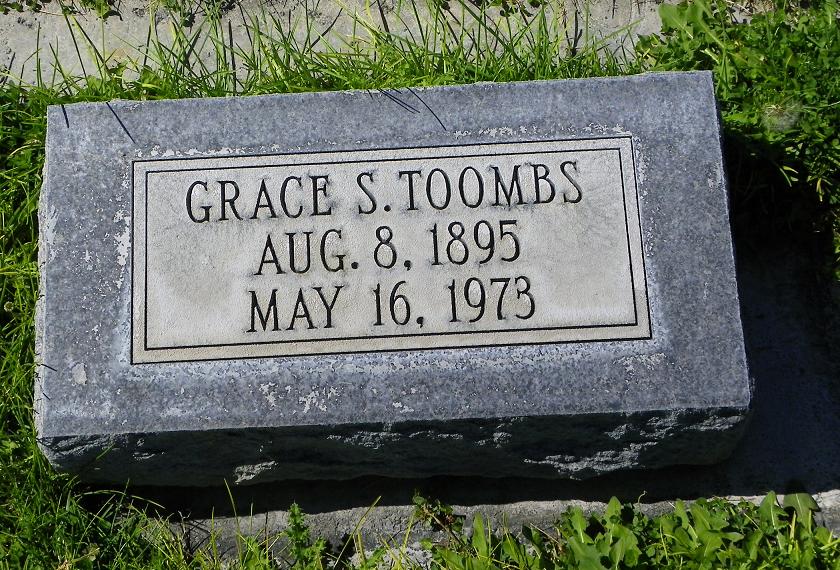 GRACE S. TOOMBS
AUG. 8, 1895
MAY 16, 1973